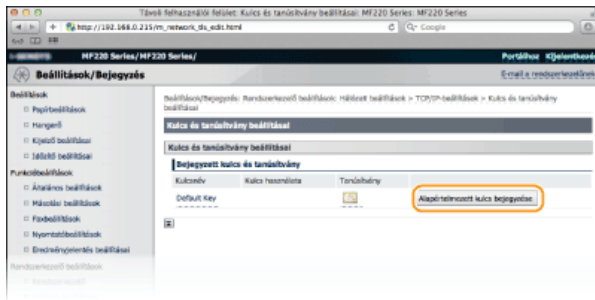 Távoli felhasználói felület: Kulcs és tanúsítvány beállításai: MF220 Series: MF220 Series
http://192.168.0.215/m_network_tls_edit.html
Google
MF220 Series/MF220 Series/
Portálhoz Kijelentkezés
Beállítások/Bejegyzés
E-mail a rendszerkezelőnek
Beállítások
Papírbeállítások
Hangerő
Kijelző beállításai
Időzítő beállításai
Funkcióbeállítások
Általános beállítások
Másolási beállítások
Faxbeállítások
Nyomtatóbeállítások
Eredményjelentés beállításai
Rendszerkezelő beállítások
Beállítások/Bejegyzés: Rendszerkezelő beállítások: Hálózati beállítások > TCP/IP-beállítások > Kulcs és tanúsítvány beállításai
Kulcs és tanúsítvány beállításai
Kulcs és tanúsítvány beállításai
Bejegyzett kulcs és tanúsítvány
Kulcsnév Kulcs használata Tanúsítvány
Default Key Alapértelmezett kulcs bejegyzése